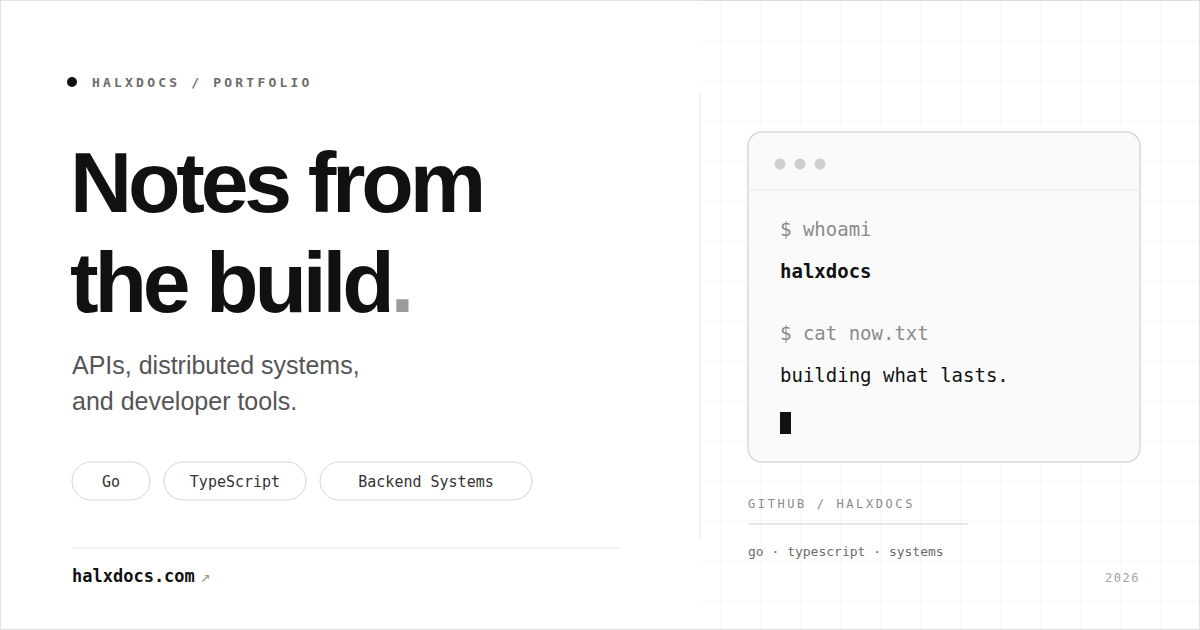 HALXDOCS / PORTFOLIO
Notes from
the build.
APIs, distributed systems,
and developer tools.
Go
TypeScript
Backend Systems
halxdocs.com ↗
$ whoami
halxdocs
$ cat now.txt
building what lasts.
GITHUB / HALXDOCS
go · typescript · systems
2026